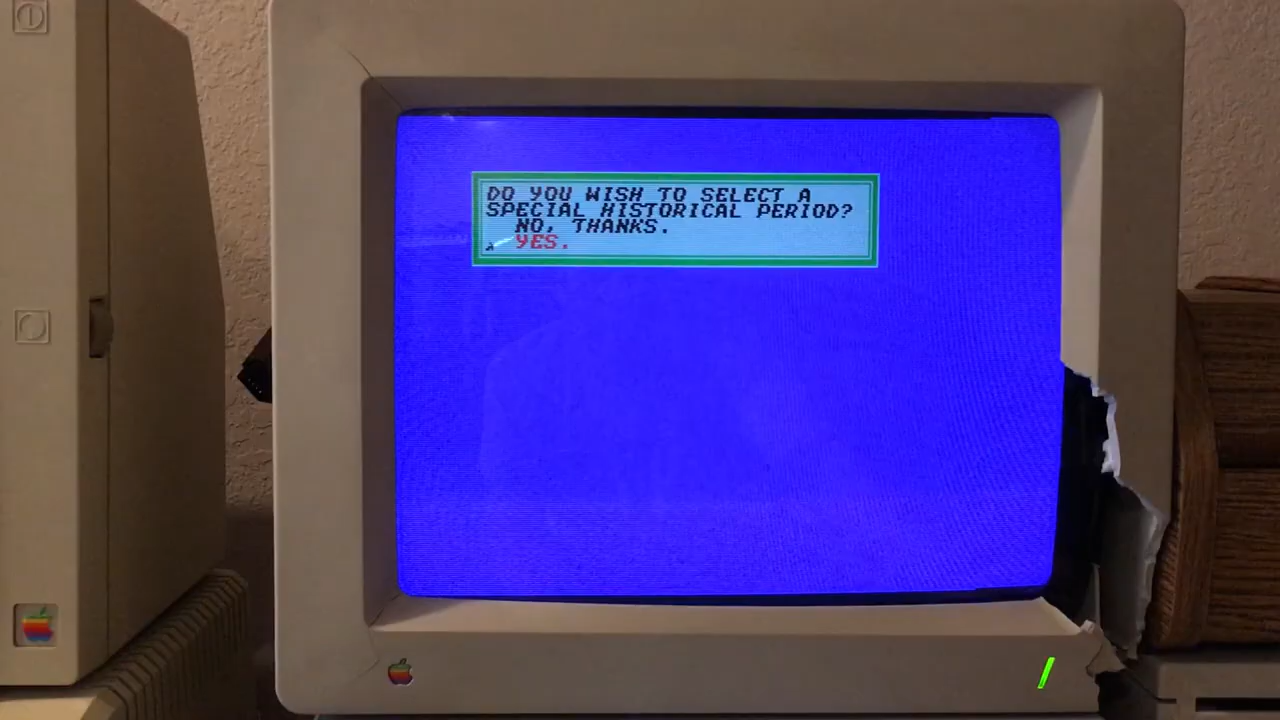 DO YOU WISH TO SELECT A
SPECIAL HISTORICAL PERIOD?
NO, THANKS.
YES.